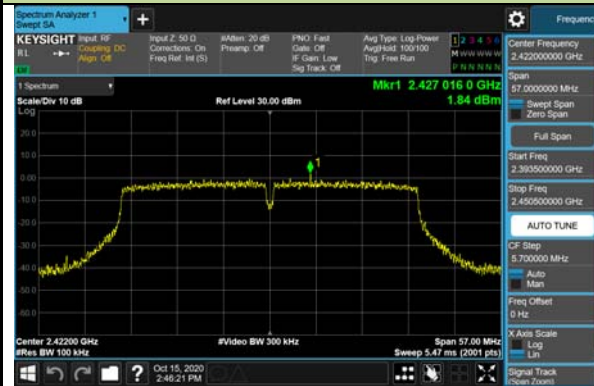 Spectrum Analyzer 1
Swept SA
Frequency
KEYSIGHT
Input: RF
Coupling: DC
Align: Off
Input Z: 50 Ω
Corrections: On
Freq Ref: Int (S)
#Atten: 20 dB
Preamp: Off
PNO: Fast
Gate: Off
IF Gain: Low
Sig Track: Off
Avg Type: Log-Power
Avg|Hold: 100/100
Trig: Free Run
1 2 3 4 5 6
M W W W W W
P N N N N N
RL
LV
1 Spectrum
Scale/Div 10 dB
Ref Level 30.00 dBm
Mkr1 2.427 016 0 GHz
1.84 dBm
Log
20.0
10.0
0.00
-10.0
-20.0
-30.0
-40.0
-50.0
-60.0
1
Center 2.42200 GHz
#Res BW 100 kHz
#Video BW 300 kHz
Span 57.00 MHz
Sweep 5.47 ms (2001 pts)
Center Frequency
2.422000000 GHz
Span
57.0000000 MHz
Swept Span
Zero Span
Full Span
Start Freq
2.393500000 GHz
Stop Freq
2.450500000 GHz
AUTO TUNE
CF Step
5.700000 MHz
Auto
Man
Freq Offset
0 Hz
X Axis Scale
Log
Lin
Signal Track
(Span Zoom)
Oct 15, 2020
2:46:21 PM